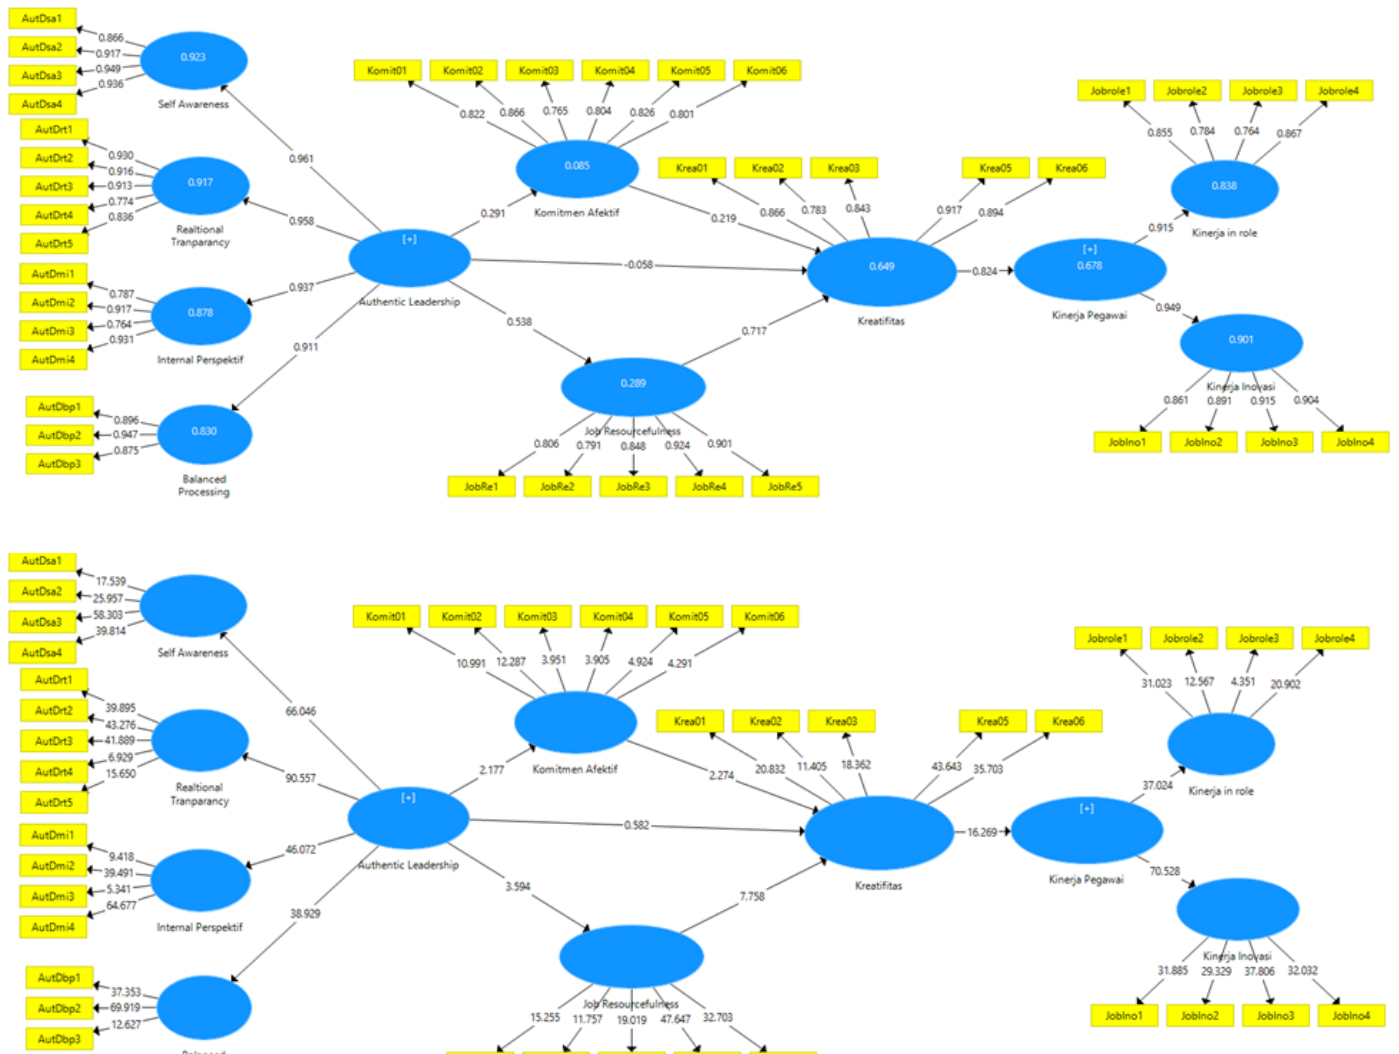 AutDsa1
AutDsa2
AutDsa3
AutDsa4
0.866
0.917
0.949
0.936
0.923
Self Awareness
AutDrt1
AutDrt2
AutDrt3
AutDrt4
AutDrt5
0.930
0.916
0.913
0.774
0.836
0.917
Realtional
Tranparancy
AutDmi1
AutDmi2
AutDmi3
AutDmi4
0.787
0.917
0.764
0.931
0.878
Internal Perspektif
AutDbp1
AutDbp2
AutDbp3
0.896
0.947
0.875
0.830
Balanced
Processing
0.961
0.958
0.937
0.911
[+]
Authentic Leadership
0.291
-0.058
0.538
Komit01
Komit02
Komit03
Komit04
Komit05
Komit06
0.822
0.866
0.765
0.804
0.826
0.801
0.085
Komitmen Afektif
0.219
0.717
0.289
Job Resourcefulness
0.806
0.791
0.848
0.924
0.901
JobRe1
JobRe2
JobRe3
JobRe4
JobRe5
Krea01
Krea02
Krea03
Krea05
Krea06
0.866
0.783
0.843
0.917
0.894
0.649
Kreatifitas
0.824
[+]
0.678
Kinerja Pegawai
0.915
0.949
Jobrole1
Jobrole2
Jobrole3
Jobrole4
0.855
0.784
0.764
0.867
0.838
Kinerja in role
0.901
Kinerja Inovasi
0.861
0.891
0.915
0.904
JobIno1
JobIno2
JobIno3
JobIno4
AutDsa1
AutDsa2
AutDsa3
AutDsa4
17.539
25.957
58.303
39.814
Self Awareness
AutDrt1
AutDrt2
AutDrt3
AutDrt4
AutDrt5
39.895
43.276
41.889
6.929
15.650
Realtional
Tranparancy
AutDmi1
AutDmi2
AutDmi3
AutDmi4
9.418
39.491
5.341
64.677
Internal Perspektif
AutDbp1
AutDbp2
AutDbp3
37.353
69.919
12.627
66.046
90.557
46.072
38.929
[+]
Authentic Leadership
2.177
0.582
3.594
Komit01
Komit02
Komit03
Komit04
Komit05
Komit06
10.991
12.287
3.951
3.905
4.924
4.291
Komitmen Afektif
2.274
7.758
Job Resourcefulness
15.255
11.757
19.019
47.647
32.703
Krea01
Krea02
Krea03
Krea05
Krea06
20.832
11.405
18.362
43.643
35.703
Kreatifitas
16.269
[+]
Kinerja Pegawai
37.024
70.528
Jobrole1
Jobrole2
Jobrole3
Jobrole4
31.023
12.567
4.351
20.902
Kinerja in role
Kinerja Inovasi
31.885
29.329
37.806
32.032
JobIno1
JobIno2
JobIno3
JobIno4